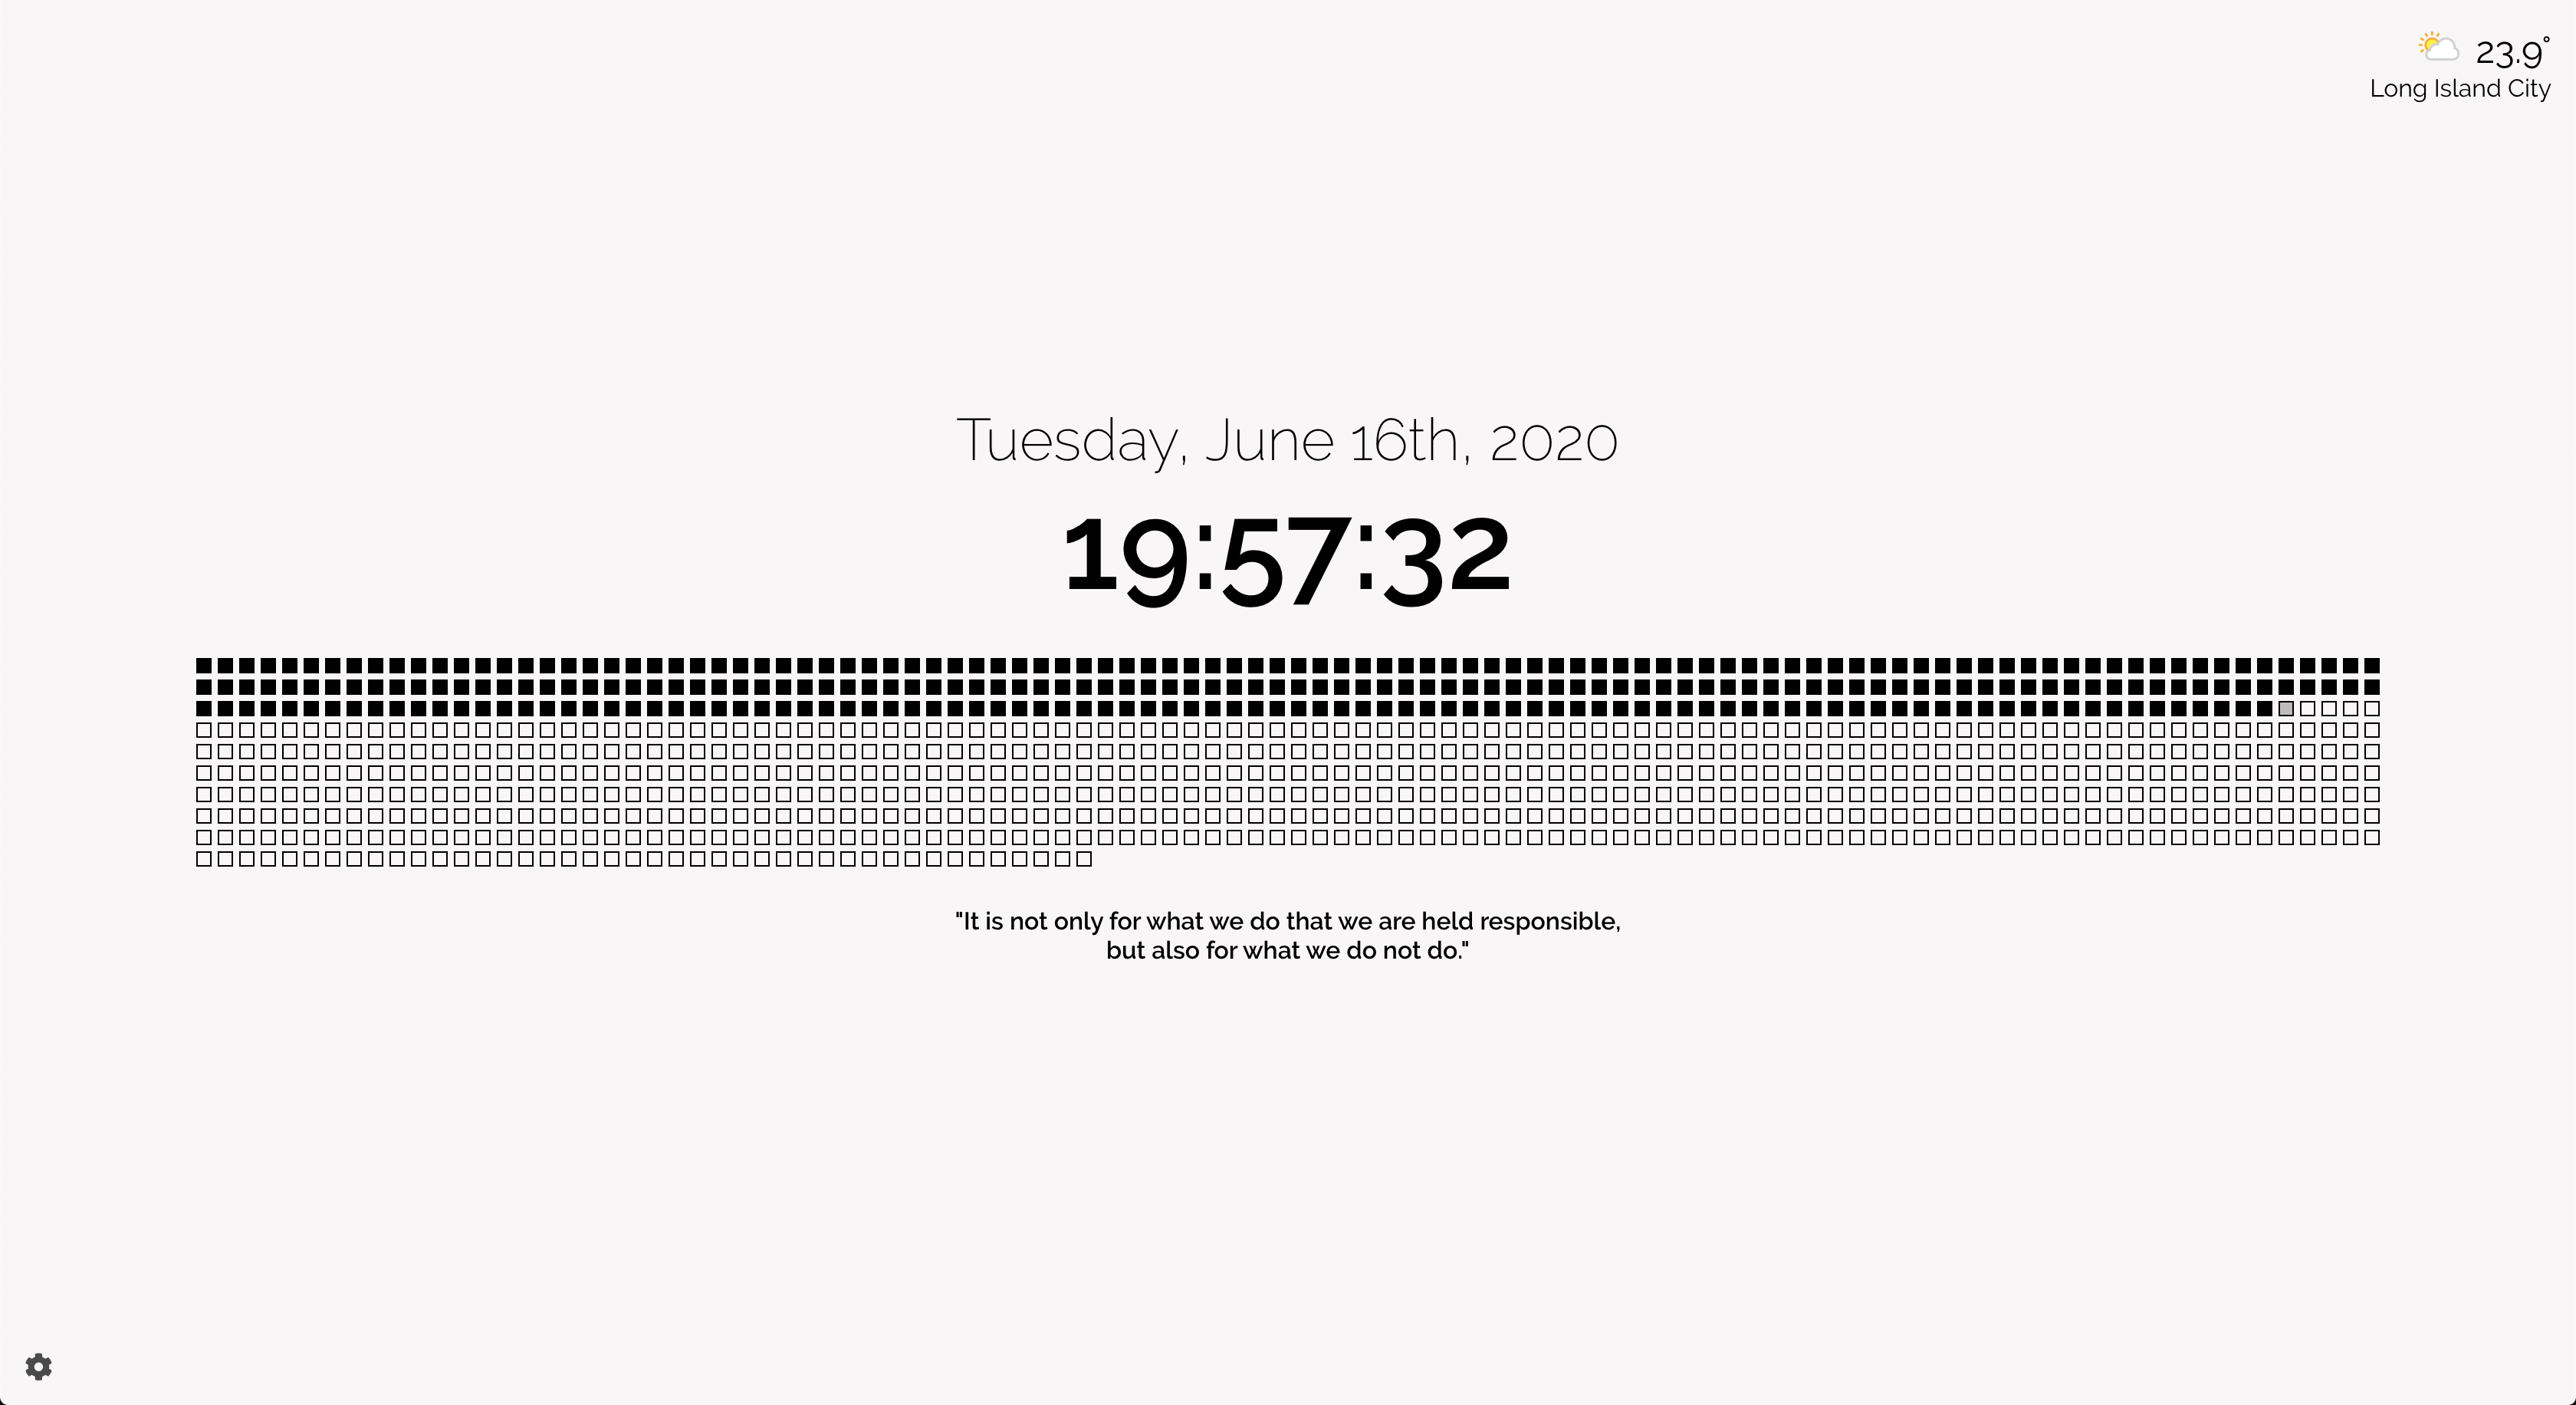 23.9°
Long Island City
Tuesday, June 16th, 2020
19:57:32
"It is not only for what we do that we are held responsible,
but also for what we do not do."